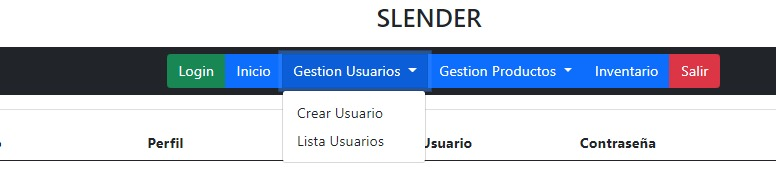 SLENDER
Login Inicio Gestion Usuarios Gestion Productos Inventario Salir
Crear Usuario
Lista Usuarios
Perfil Usuario Contraseña